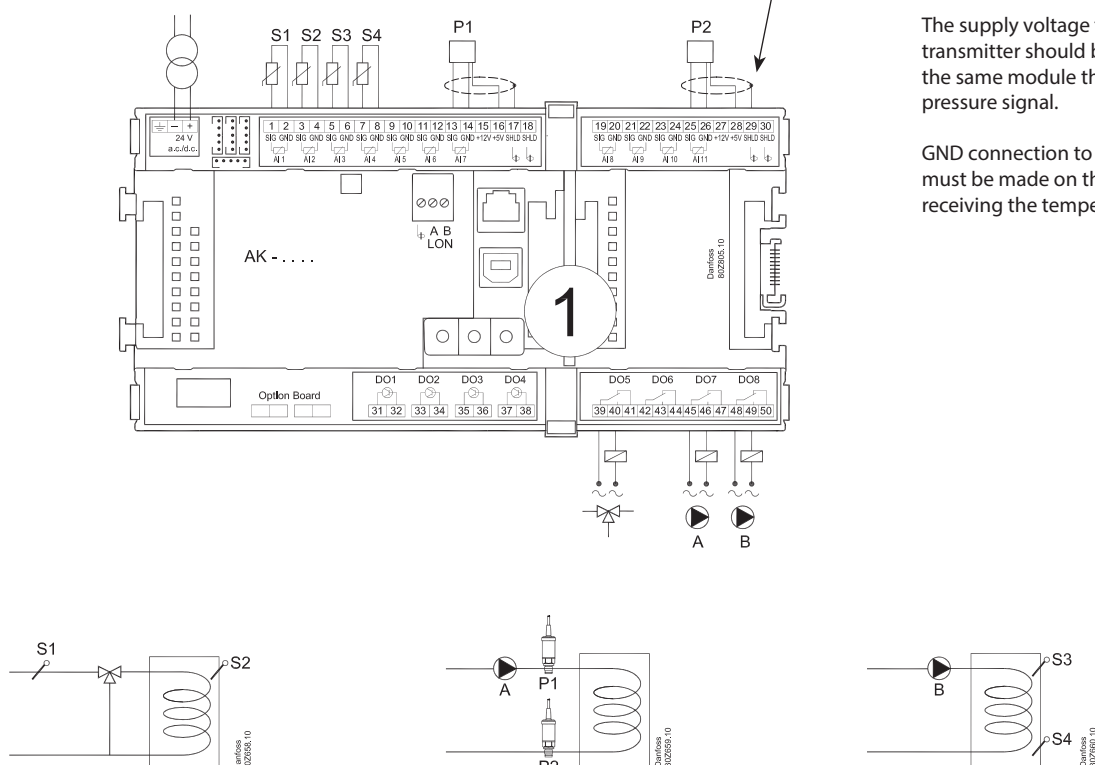 The supply voltage
transmitter should
the same module
pressure signal.
GND connection to
must be made on
receiving the
S1 S2 S3 S4
P1
P2
– +
24 V
a.c./d.c.
1 2 3 4 5 6 7 8 9 10 11 12 13 14 15 16 17 18
SIG GND SIG GND SIG GND SIG GND SIG GND SIG GND SIG GND +12V +5V SHLD SHLD
AI 1 AI 2 AI 3 AI 4 AI 5 AI 6 AI 7
19 20 21 22 23 24 25 26 27 28 29 30
SIG GND SIG GND SIG GND SIG GND +12V +5V SHLD SHLD
AI 8 AI 9 AI 10 AI 11
A B
LON
AK - . . . .
Danfoss
80Z805.10
1
Option Board
DO1 DO2 DO3 DO4
31 32 33 34 35 36 37 38
DO5 DO6 DO7 DO8
39 40 41 42 43 44 45 46 47 48 49 50
A B
S1
S2
A
P1
Danfoss
B
S3
S4
Danfoss
80Z660.10